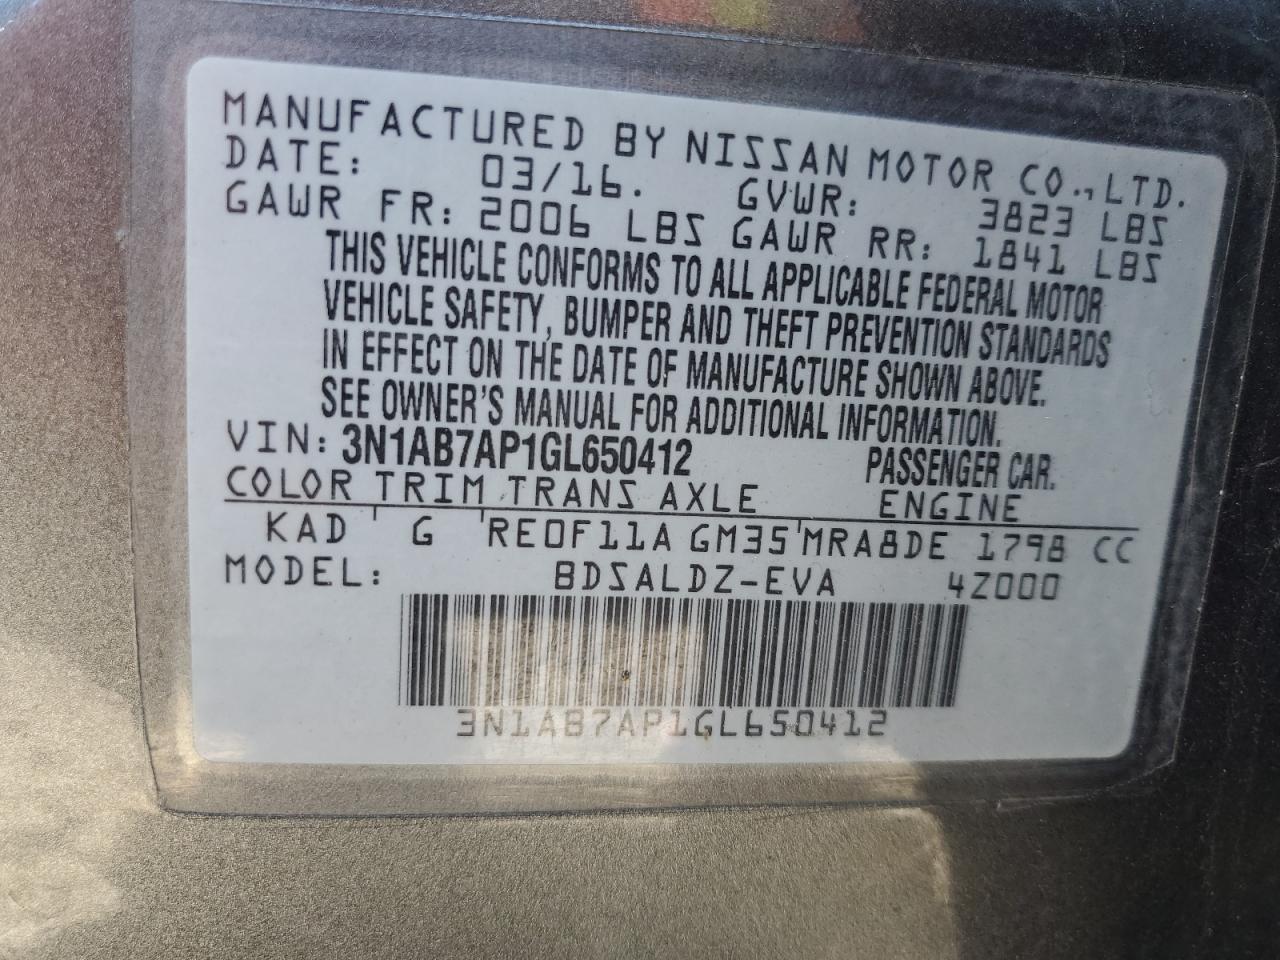 MANUFACTURED BY NISSAN MOTOR CO.,LTD.
DATE: 03/16. GVWR: 3823 LBS
GAWR FR: 2006 LBS GAWR RR: 1841 LBS
THIS VEHICLE CONFORMS TO ALL APPLICABLE FEDERAL MOTOR
VEHICLE SAFETY, BUMPER AND THEFT PREVENTION STANDARDS
IN EFFECT ON THE DATE OF MANUFACTURE SHOWN ABOVE.
SEE OWNER'S MANUAL FOR ADDITIONAL INFORMATION.
VIN: 3N1AB7AP1GL650412 PASSENGER CAR.
COLOR TRIM TRANS AXLE ENGINE
KAD G RE0F11A GM35 MRA8DE 1798 CC
MODEL: BDSALDZ-EVA 4Z000
3N1AB7AP1GL650412